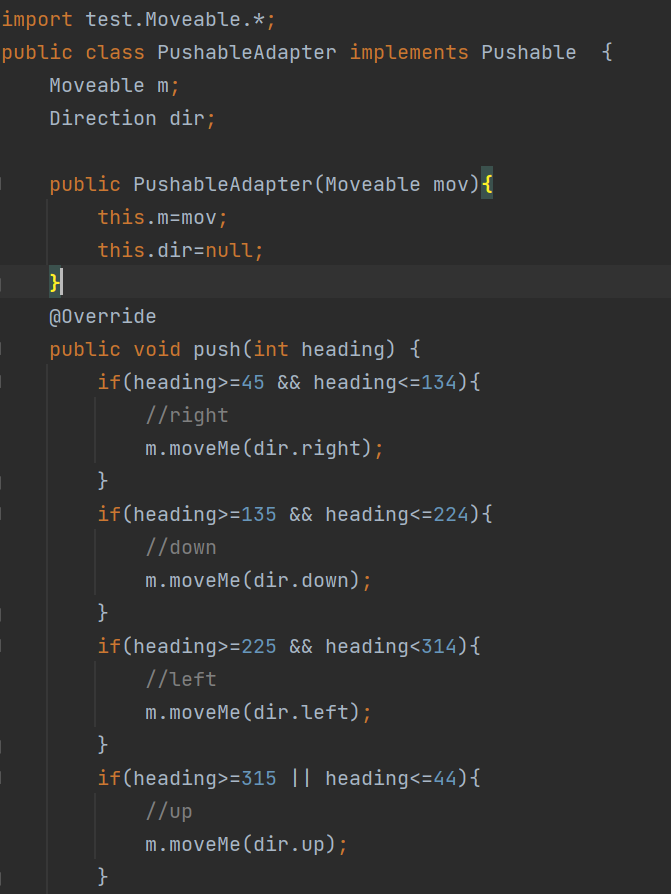 import test.Moveable.*;
public class PushableAdapter implements Pushable  {
    Moveable m;
    Direction dir;

    public PushableAdapter(Moveable mov){
        this.m=mov;
        this.dir=null;
    }
    @Override
    public void push(int heading) {
        if(heading>=45 && heading<=134){
            //right
            m.moveMe(dir.right);
        }
        if(heading>=135 && heading<=224){
            //down
            m.moveMe(dir.down);
        }
        if(heading>=225 && heading<314){
            //left
            m.moveMe(dir.left);
        }
        if(heading>=315 || heading<=44){
            //up
            m.moveMe(dir.up);
        }